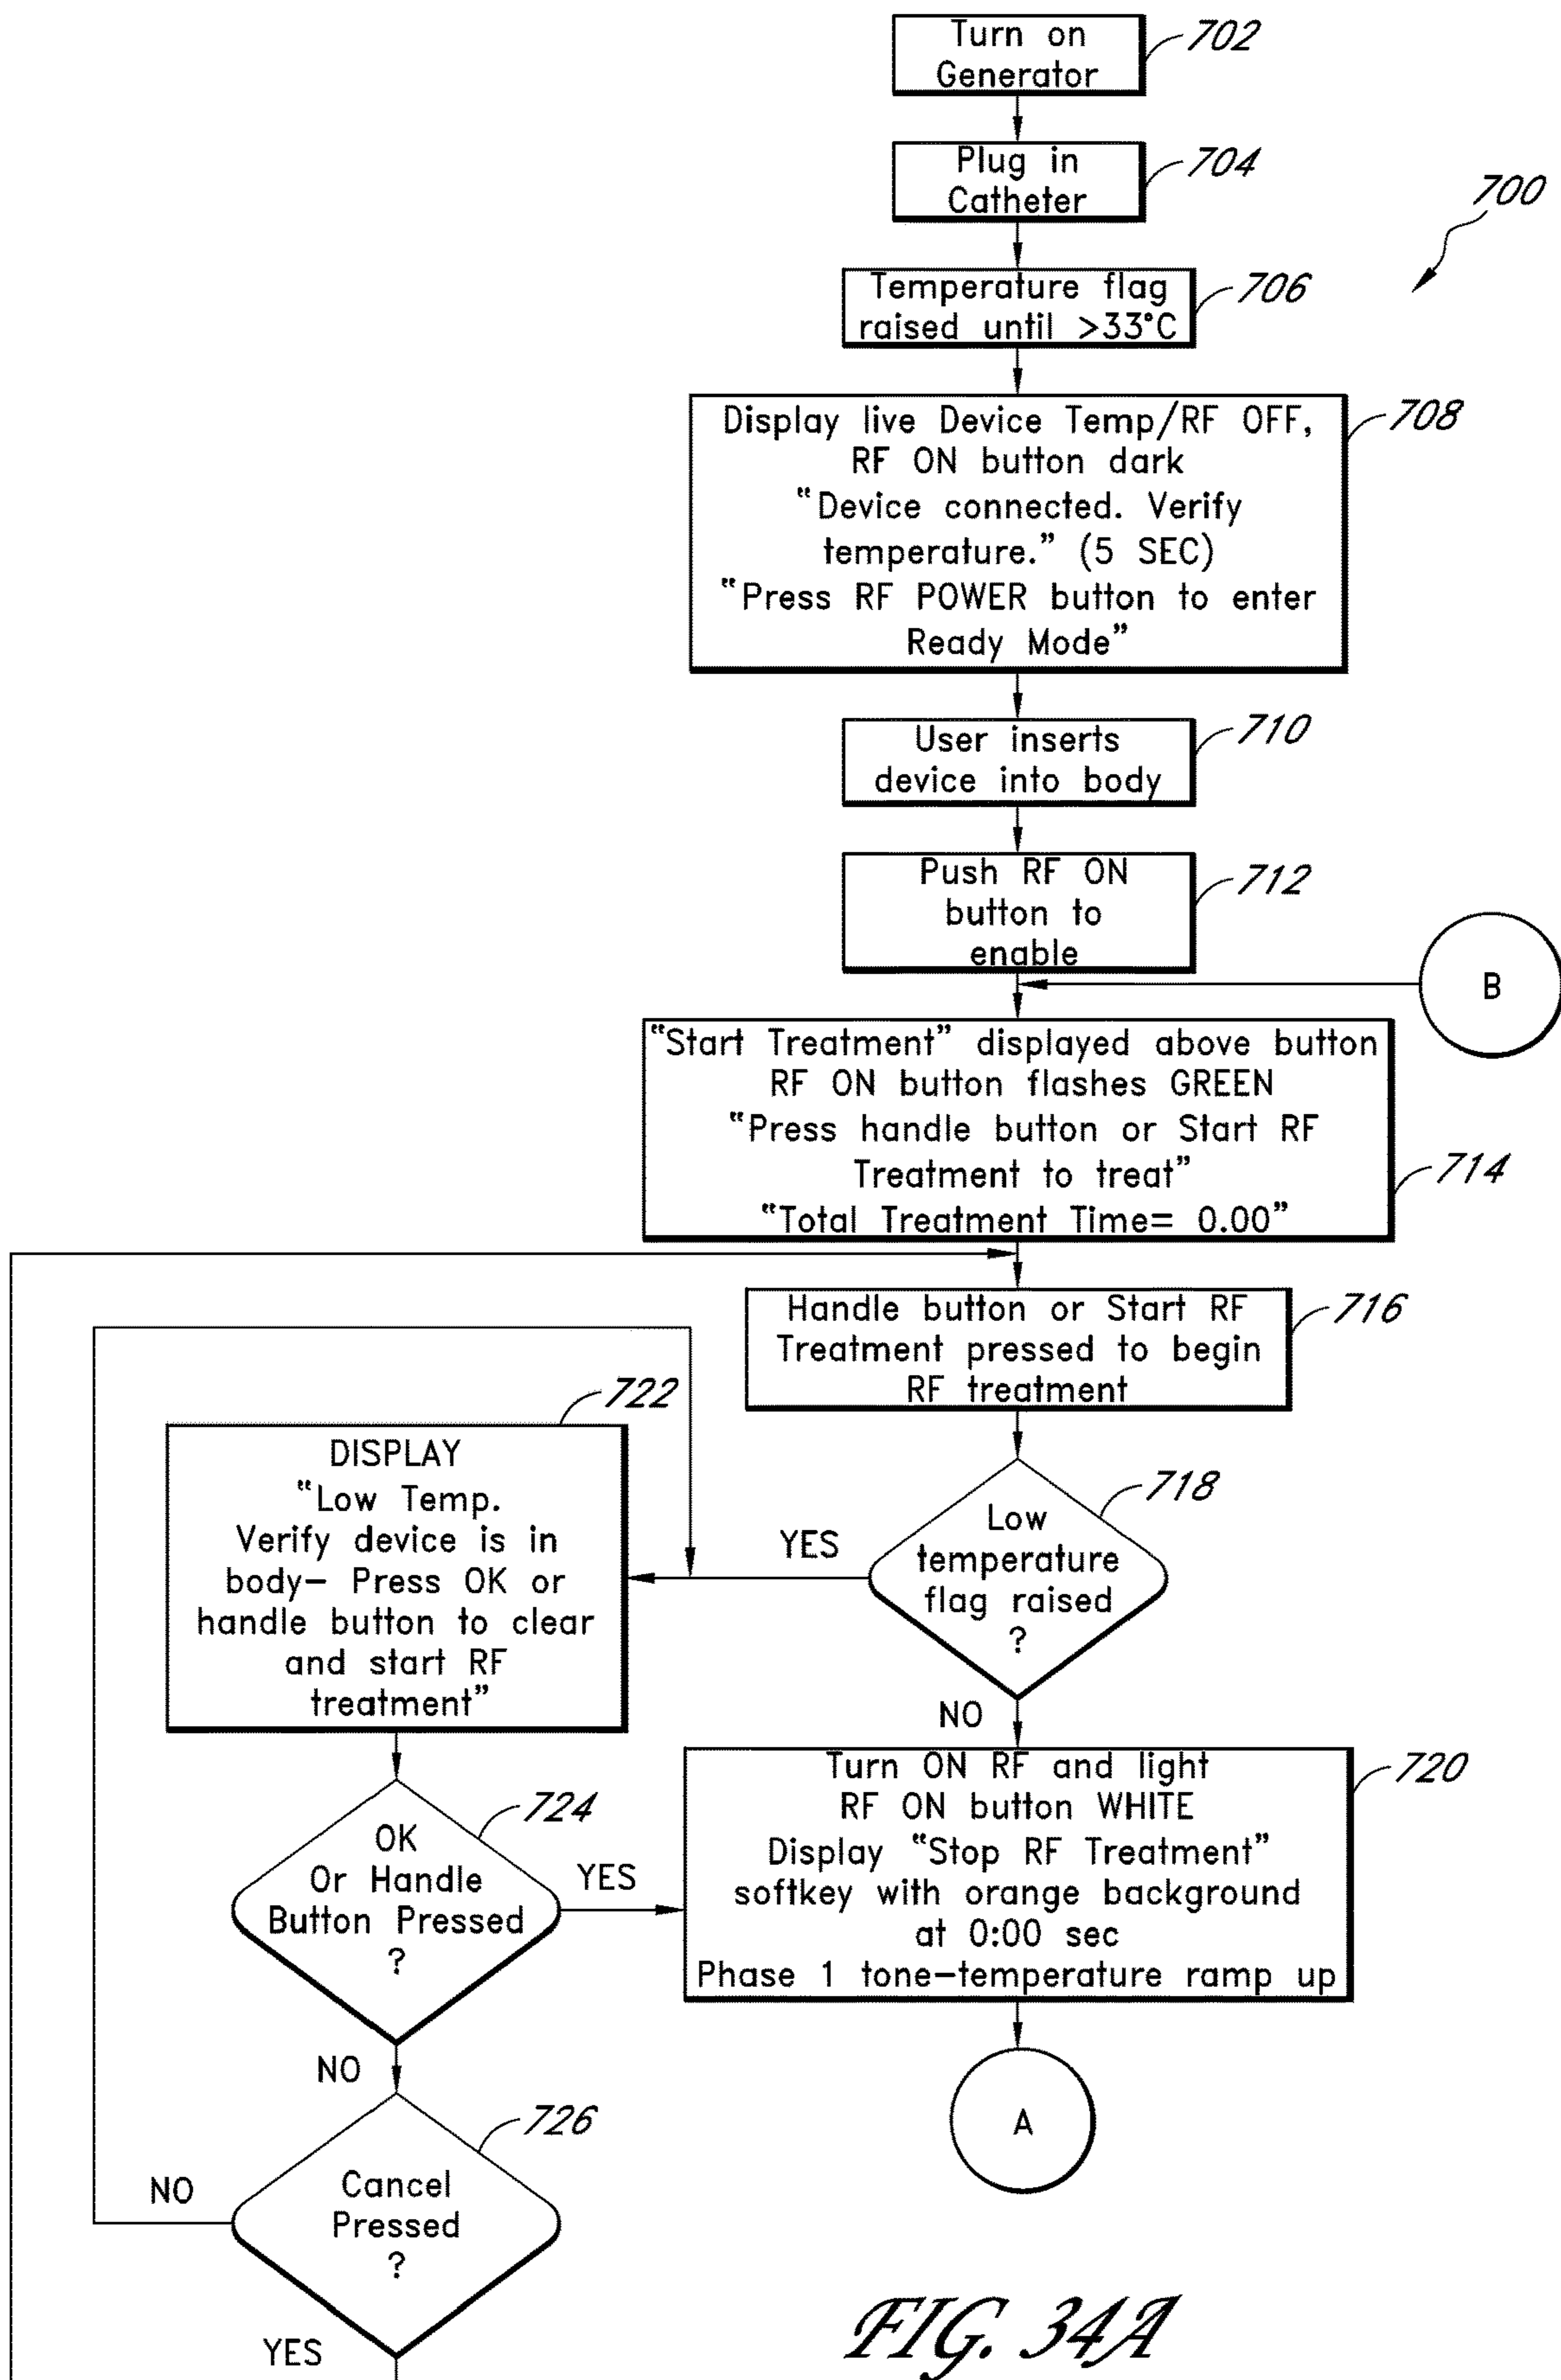 Turn on
Generator
702
Plug in
Catheter
704
700
Temperature flag
raised until >33°C
706
Display live Device Temp/RF OFF,
RF ON button dark
“Device connected. Verify
temperature.” (5 SEC)
“Press RF POWER button to enter
Ready Mode”
708
User inserts
device into body
710
Push RF ON
button to
enable
712
B
“Start Treatment” displayed above button
RF ON button flashes GREEN
“Press handle button or Start RF
Treatment to treat”
“Total Treatment Time= 0.00”
714
Handle button or Start RF
Treatment pressed to begin
RF treatment
716
Low
temperature
flag raised
?
718
YES
NO
DISPLAY
“Low Temp.
Verify device is in
body– Press OK or
handle button to clear
and start RF
treatment”
722
Turn ON RF and light
RF ON button WHITE
Display “Stop RF Treatment”
softkey with orange background
at 0:00 sec
Phase 1 tone–temperature ramp up
720
OK
Or Handle
Button Pressed
?
724
YES
NO
A
Cancel
Pressed
?
726
NO
YES
FIG. 34A